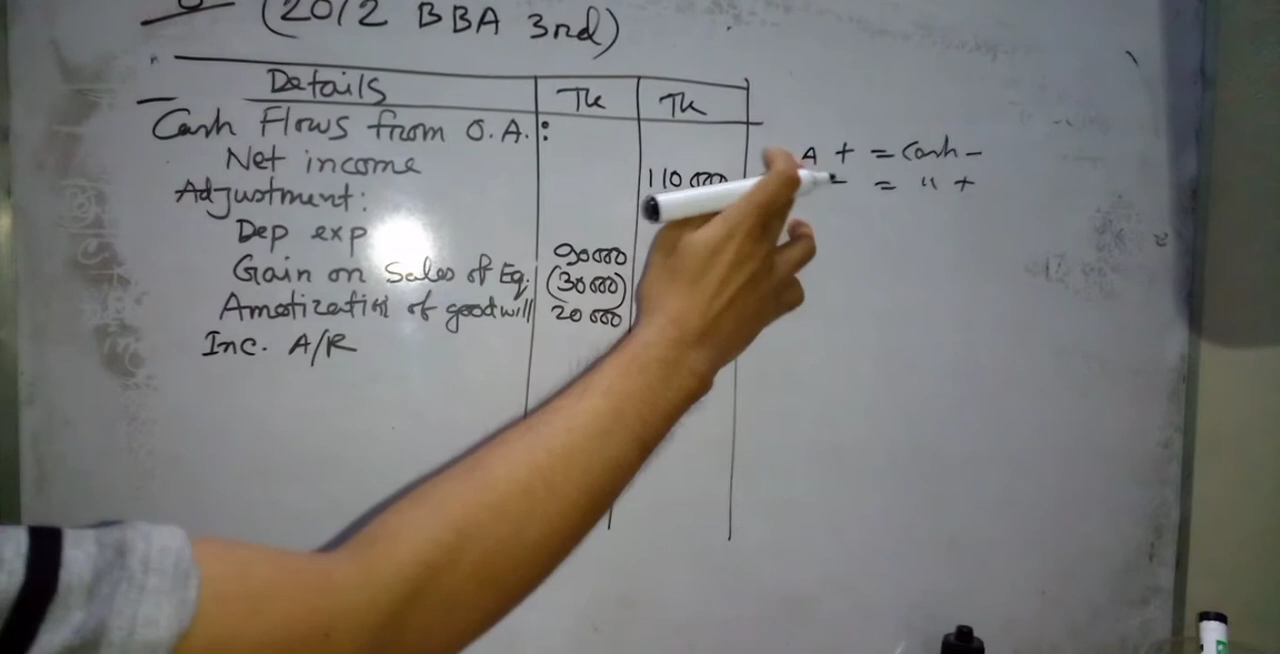 (2012 BBA 3rd)
Details Tk Tk
Cash Flows from O.A.:
Net income 110000
Adjustment:
Dep exp 90000
Gain on Sales of Eq. (30000)
Amotization of goodwill 20000
Inc. A/R
A + = Cash -
- = " +